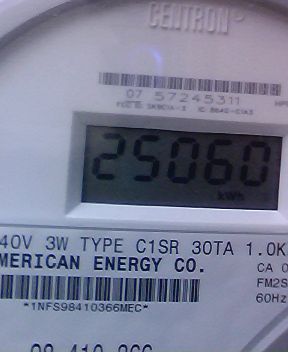 CENTRON
07 57245311
25060
kWh
40V 3W TYPE C1SR 30TA 1.0K
MERICAN ENERGY CO.
CA 0
FM2S
60Hz
*1NFS98410366MEC*